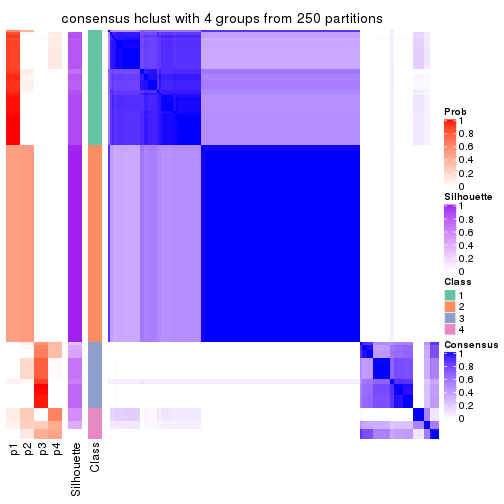 consensus hclust with 4 groups from 250 partitions
Prob
1
0.8
0.6
0.4
0.2
0
Silhouette
1
0.8
0.6
0.4
0.2
0
Class
1
2
3
4
Consensus
1
0.8
0.6
0.4
0.2
0
p1
p2
p3
p4
Silhouette
Class